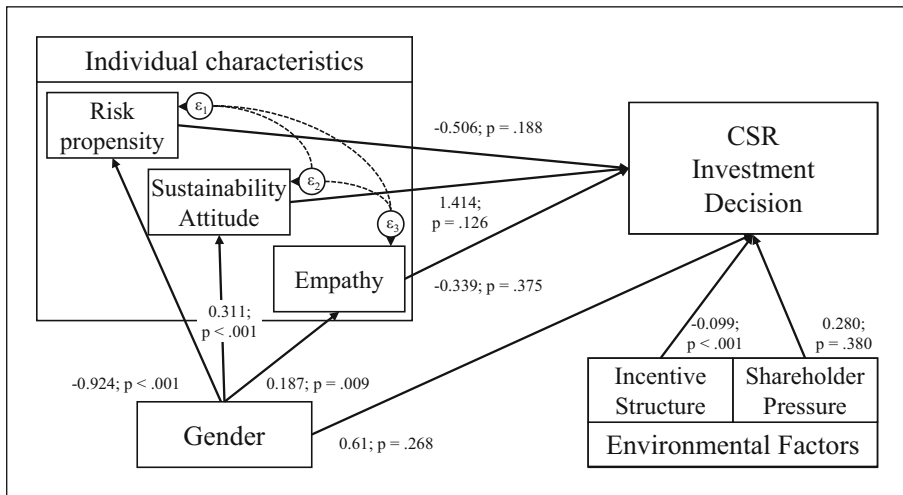 Individual characteristics
Risk
propensity
ε1
-0.506; p = .188
CSR
Investment
Decision
Sustainability
Attitude
ε2
1.414;
p = .126
ε3
Empathy
-0.339; p = .375
0.311;
p < .001
-0.099;
p < .001
0.280;
p = .380
-0.924; p < .001
0.187; p = .009
Incentive
Structure
Shareholder
Pressure
Gender
Environmental Factors
0.61; p = .268